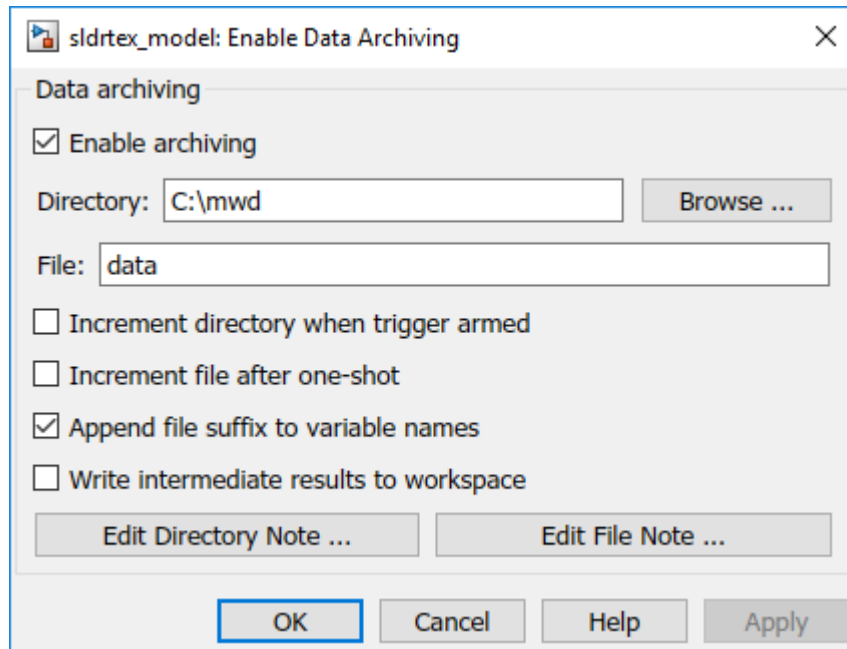 sldrtex_model: Enable Data Archiving
Data archiving
Enable archiving
Directory: C:\mwd Browse ...
File: data
Increment directory when trigger armed
Increment file after one-shot
Append file suffix to variable names
Write intermediate results to workspace
Edit Directory Note ... Edit File Note ...
OK Cancel Help Apply